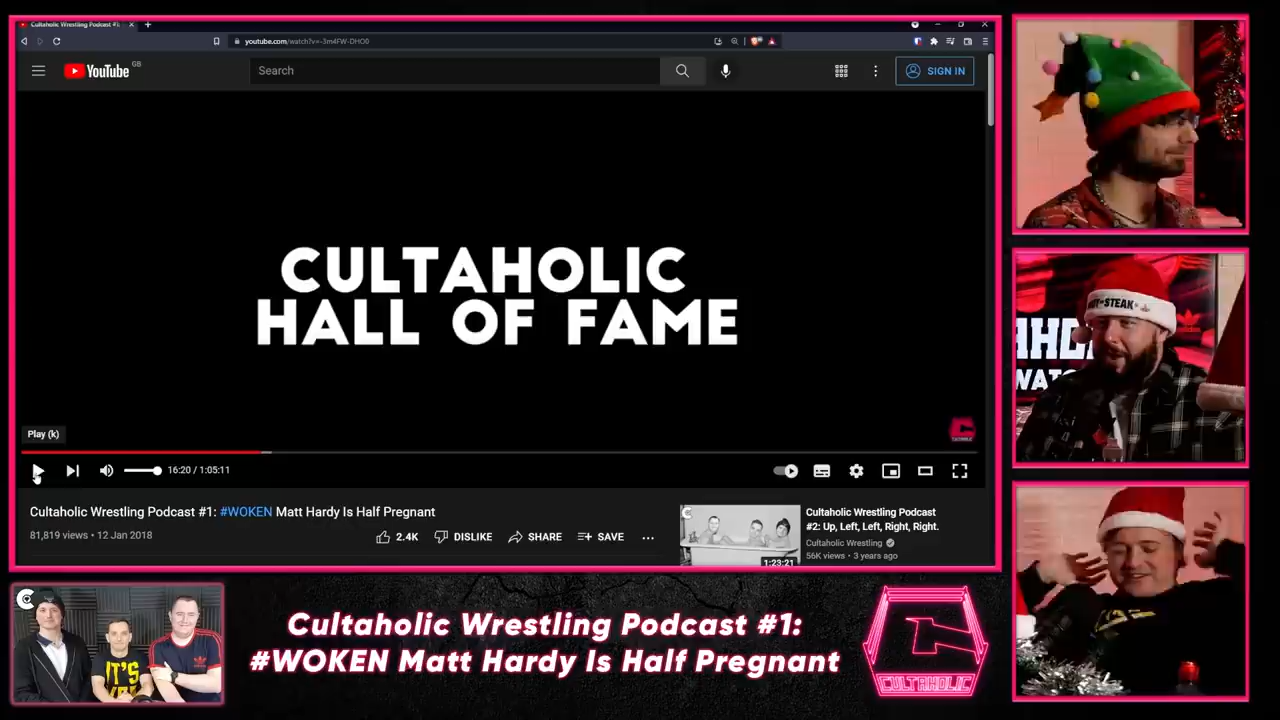 Cultaholic Wrestling Podcast #1
youtube.com/watch?v=-3m4FW-DHO0
YouTube GB
Search
SIGN IN
CULTAHOLIC
HALL OF FAME
Play (k)
16:20 / 1:05:11
Cultaholic Wrestling Podcast #1: #WOKEN Matt Hardy Is Half Pregnant
81,819 views • 12 Jan 2018
2.4K
DISLIKE
SHARE
SAVE
Cultaholic Wrestling Podcast
#2: Up, Left, Left, Right, Right.
Cultaholic Wrestling
56K views • 3 years ago
1:23:21
STEAK
adidas
IT'S
Cultaholic Wrestling Podcast #1:
#WOKEN Matt Hardy Is Half Pregnant
CULTAHOLIC